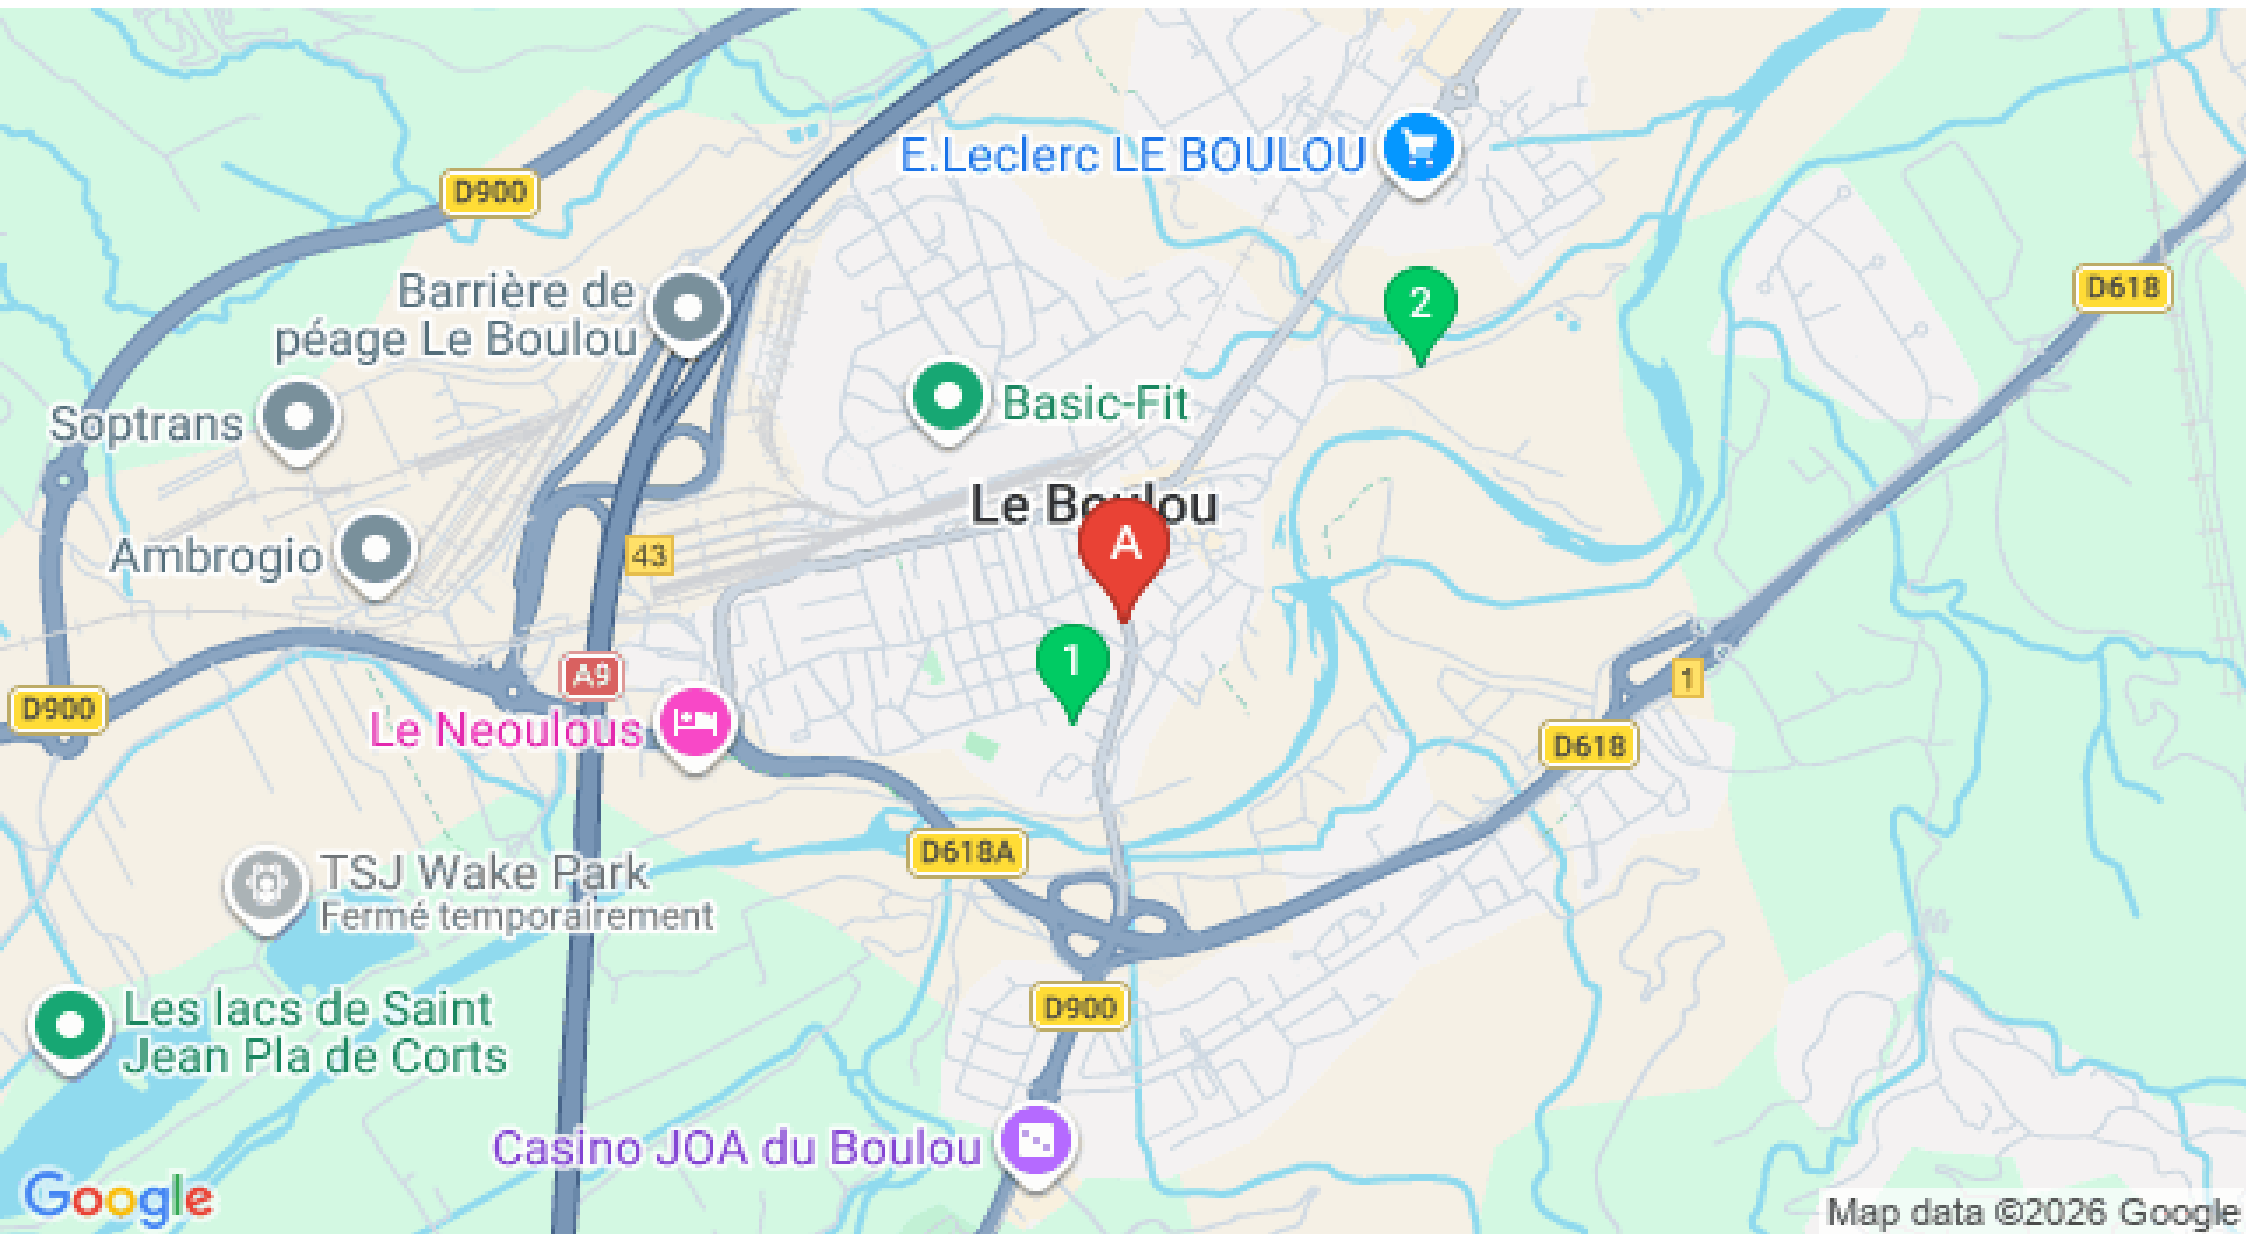 E.Leclerc LE BOULOU
D900
Barrière de
péage Le Boulou
D618
2
Basic-Fit
Soptrans
Le Boulou
A
Ambrogio
43
1
A9
1
D900
Le Neoulous
D618
D618A
TSJ Wake Park
Fermé temporairement
Les lacs de Saint
Jean Pla de Corts
D900
Casino JOA du Boulou
Google
Map data ©2026 Google